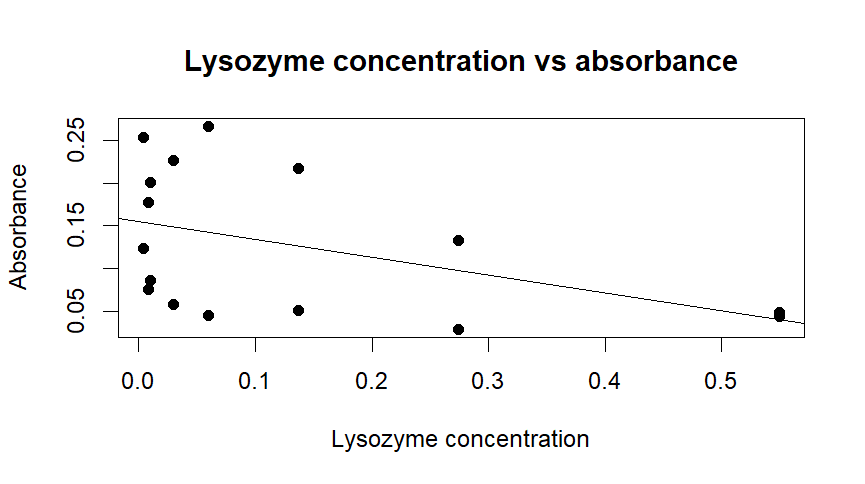 Lysozyme concentration vs absorbance
Absorbance
0.25
0.15
0.05
0.0 0.1 0.2 0.3 0.4 0.5
Lysozyme concentration